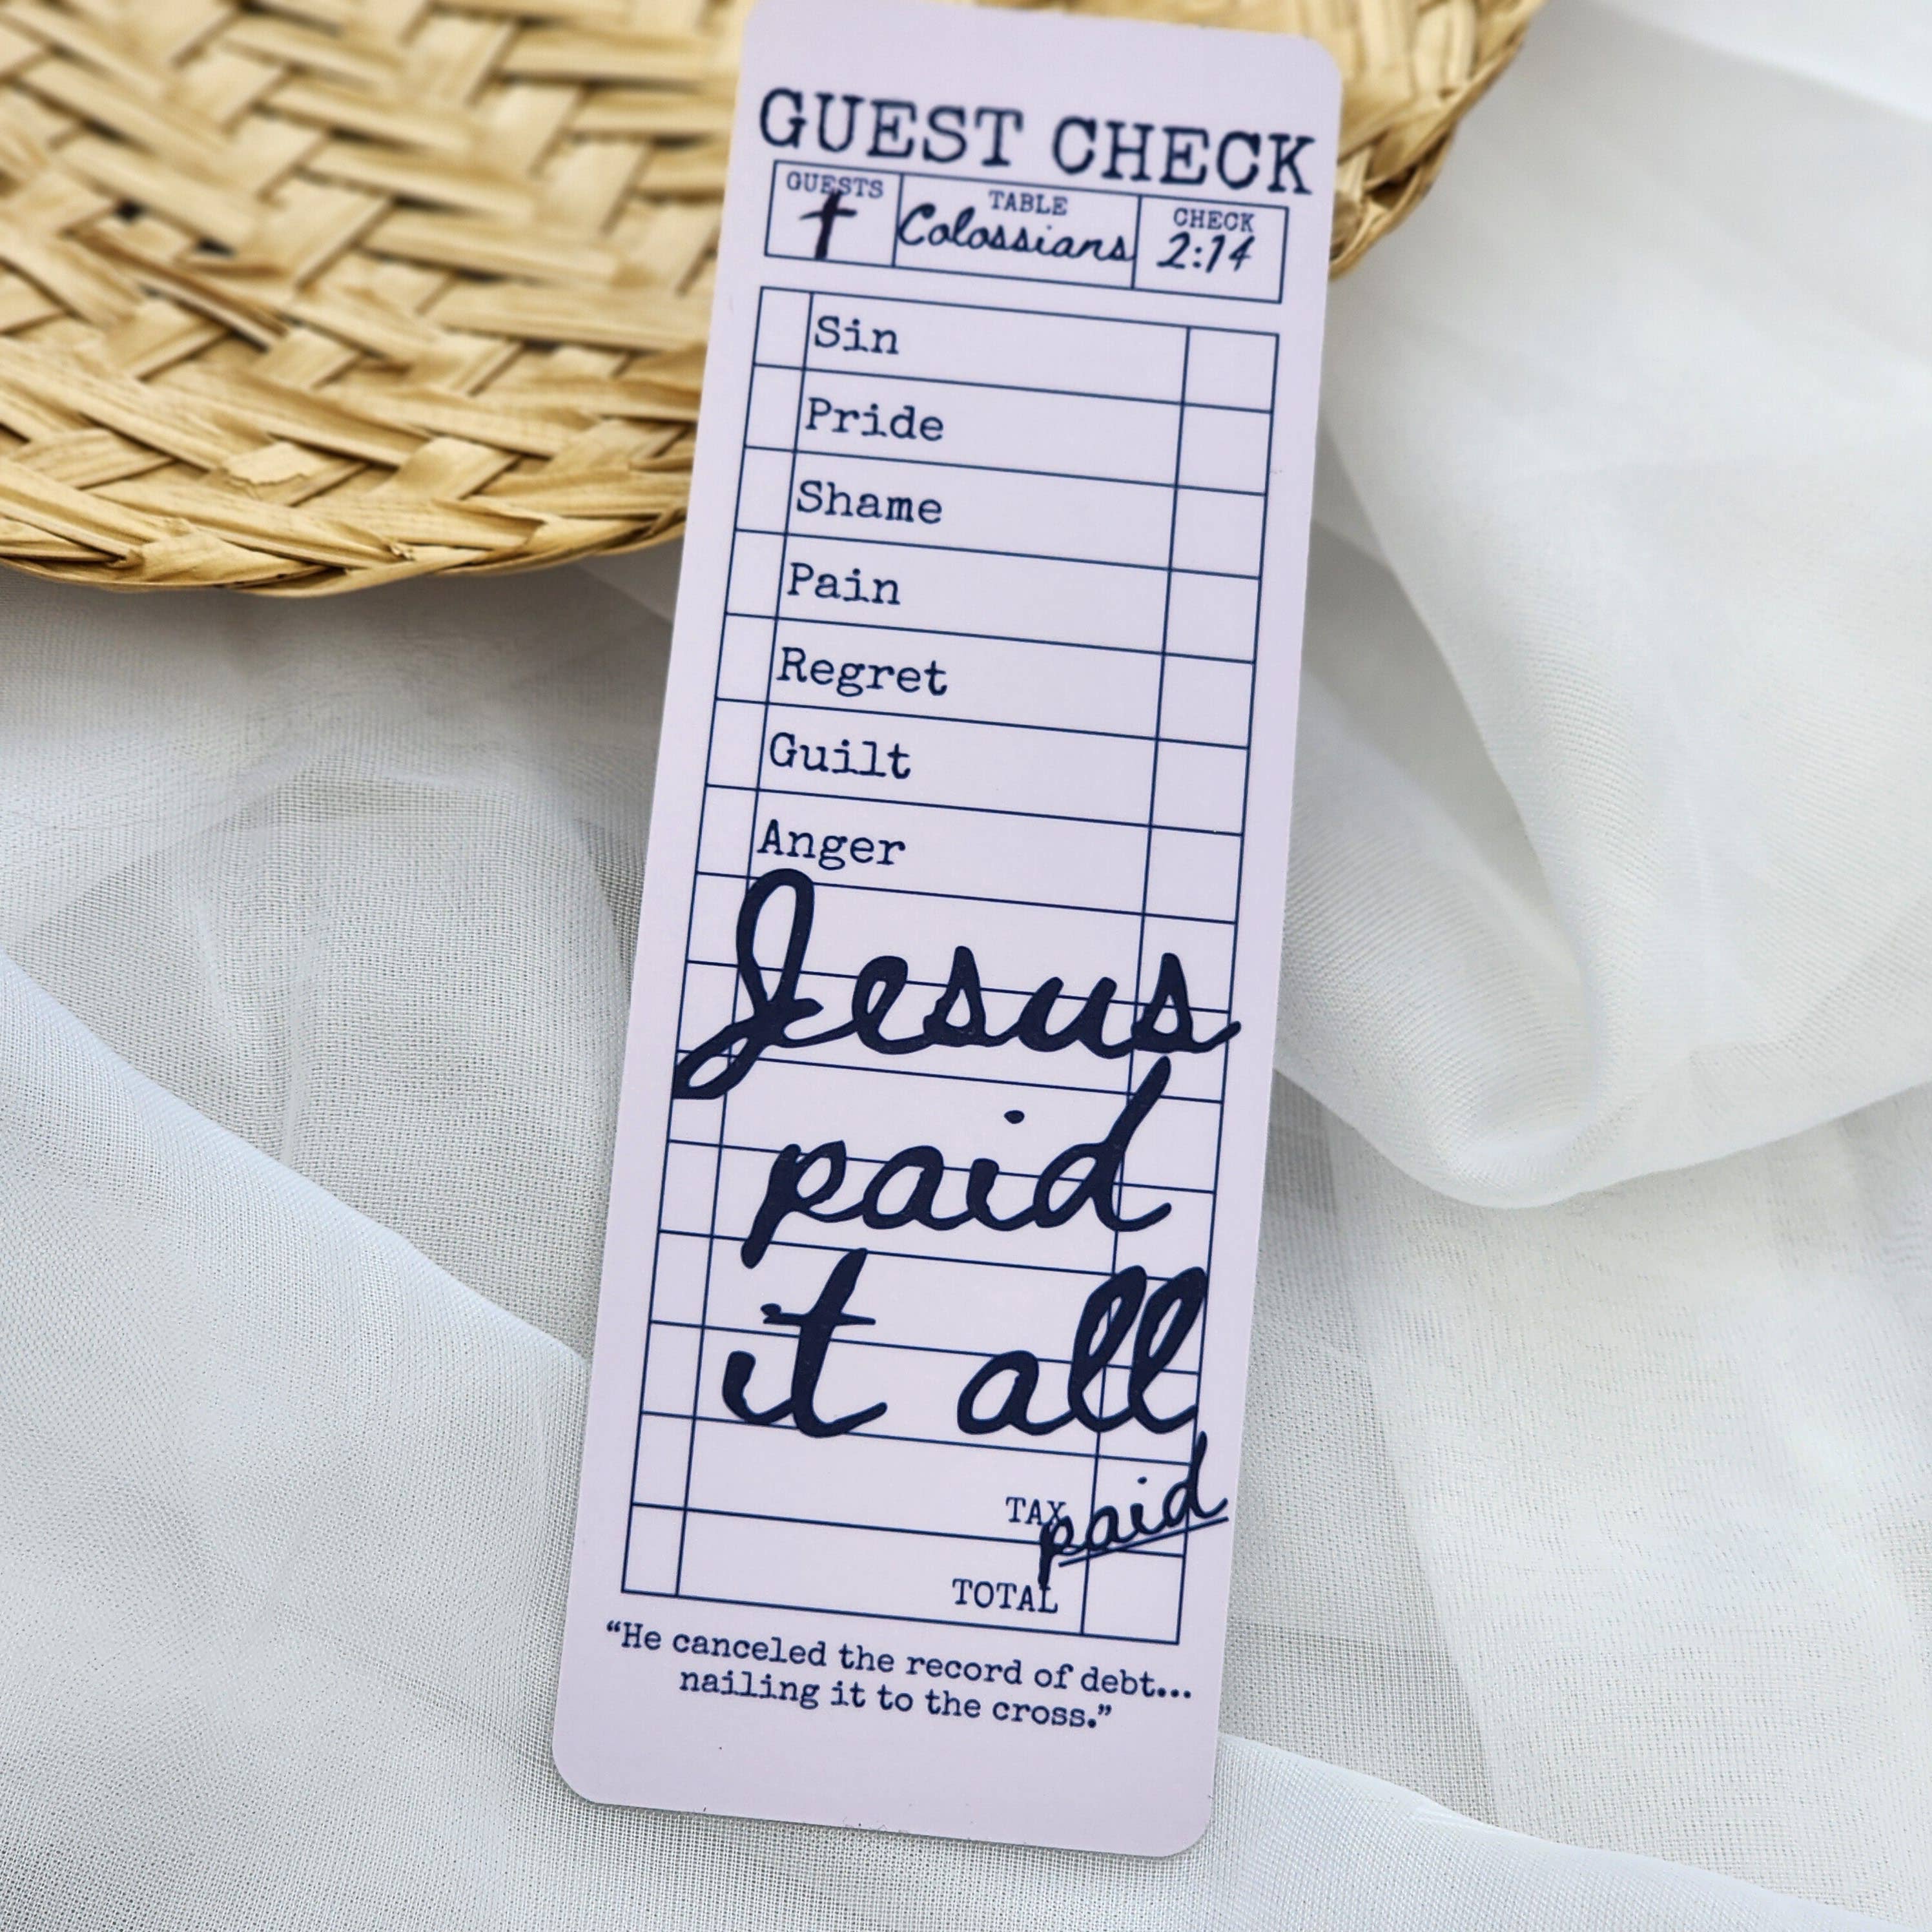 GUEST CHECK
GUESTS TABLE CHECK
Colossians 2:14
Sin
Pride
Shame
Pain
Regret
Guilt
Anger
Jesus
paid
it all
TAX paid
TOTAL
“He canceled the record of debt...
nailing it to the cross.”